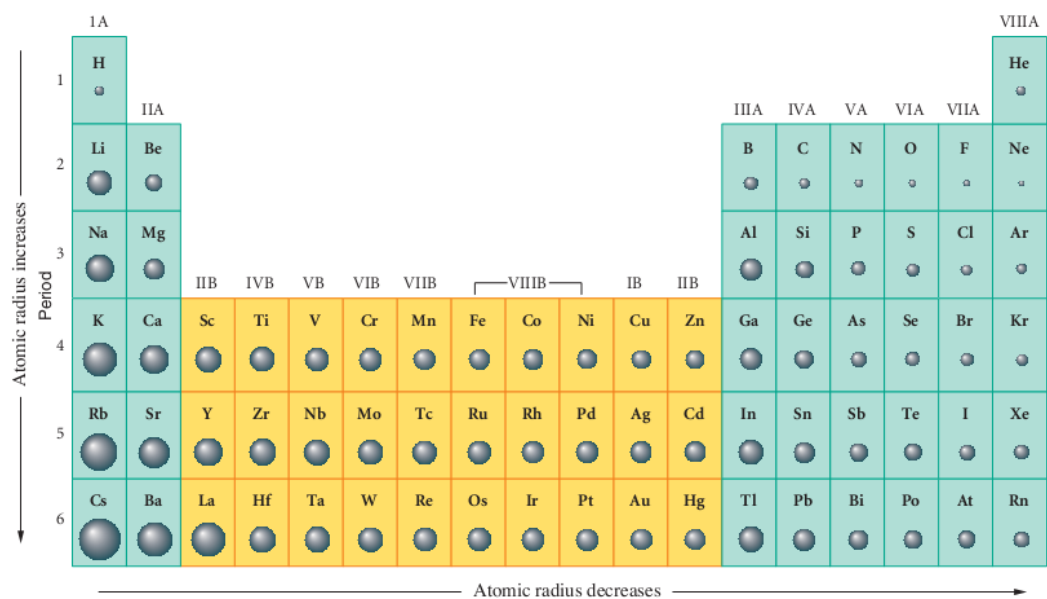 IA VIIIA
H He
1
IIA IIIA IVA VA VIA VIIA
Li Be B C N O F Ne
2
Na Mg Al Si P S Cl Ar
3
IIB IVB VB VIB VIIB VIIIB IB IIB
K Ca Sc Ti V Cr Mn Fe Co Ni Cu Zn Ga Ge As Se Br Kr
4
Rb Sr Y Zr Nb Mo Tc Ru Rh Pd Ag Cd In Sn Sb Te I Xe
5
Cs Ba La Hf Ta W Re Os Ir Pt Au Hg Tl Pb Bi Po At Rn
6
Atomic radius increases
Period
Atomic radius decreases